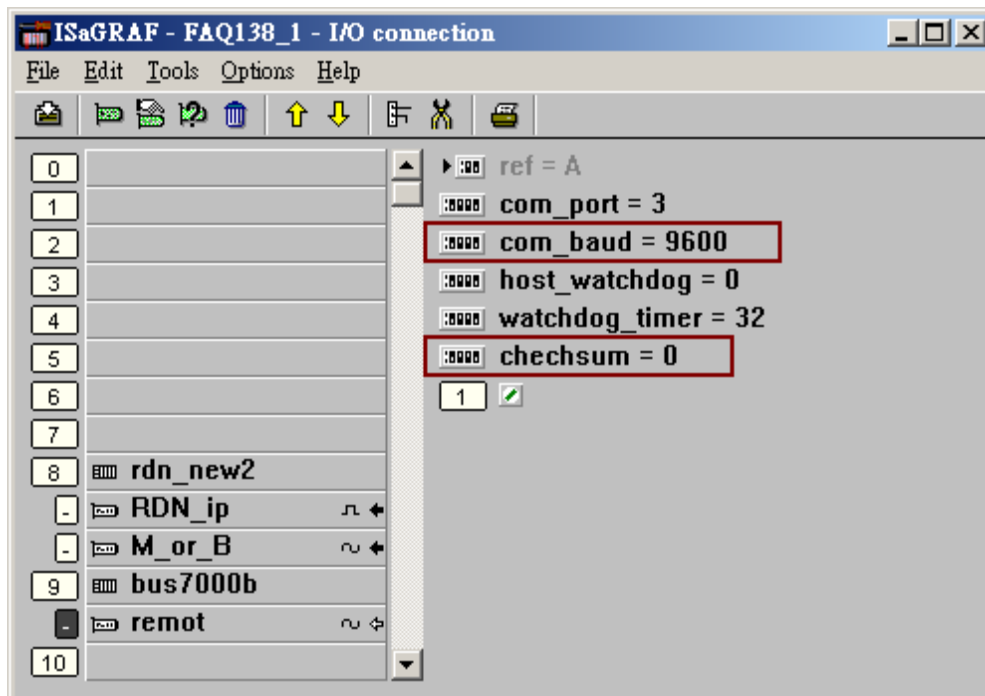 ISaGRAF - FAQ138_1 - I/O connection
File Edit Tools Options Help
0
1
2
3
4
5
6
7
8 rdn_new2
- RDN_ip
- M_or_B
9 bus7000b
- remot
10
ref = A
com_port = 3
com_baud = 9600
host_watchdog = 0
watchdog_timer = 32
chechsum = 0
1